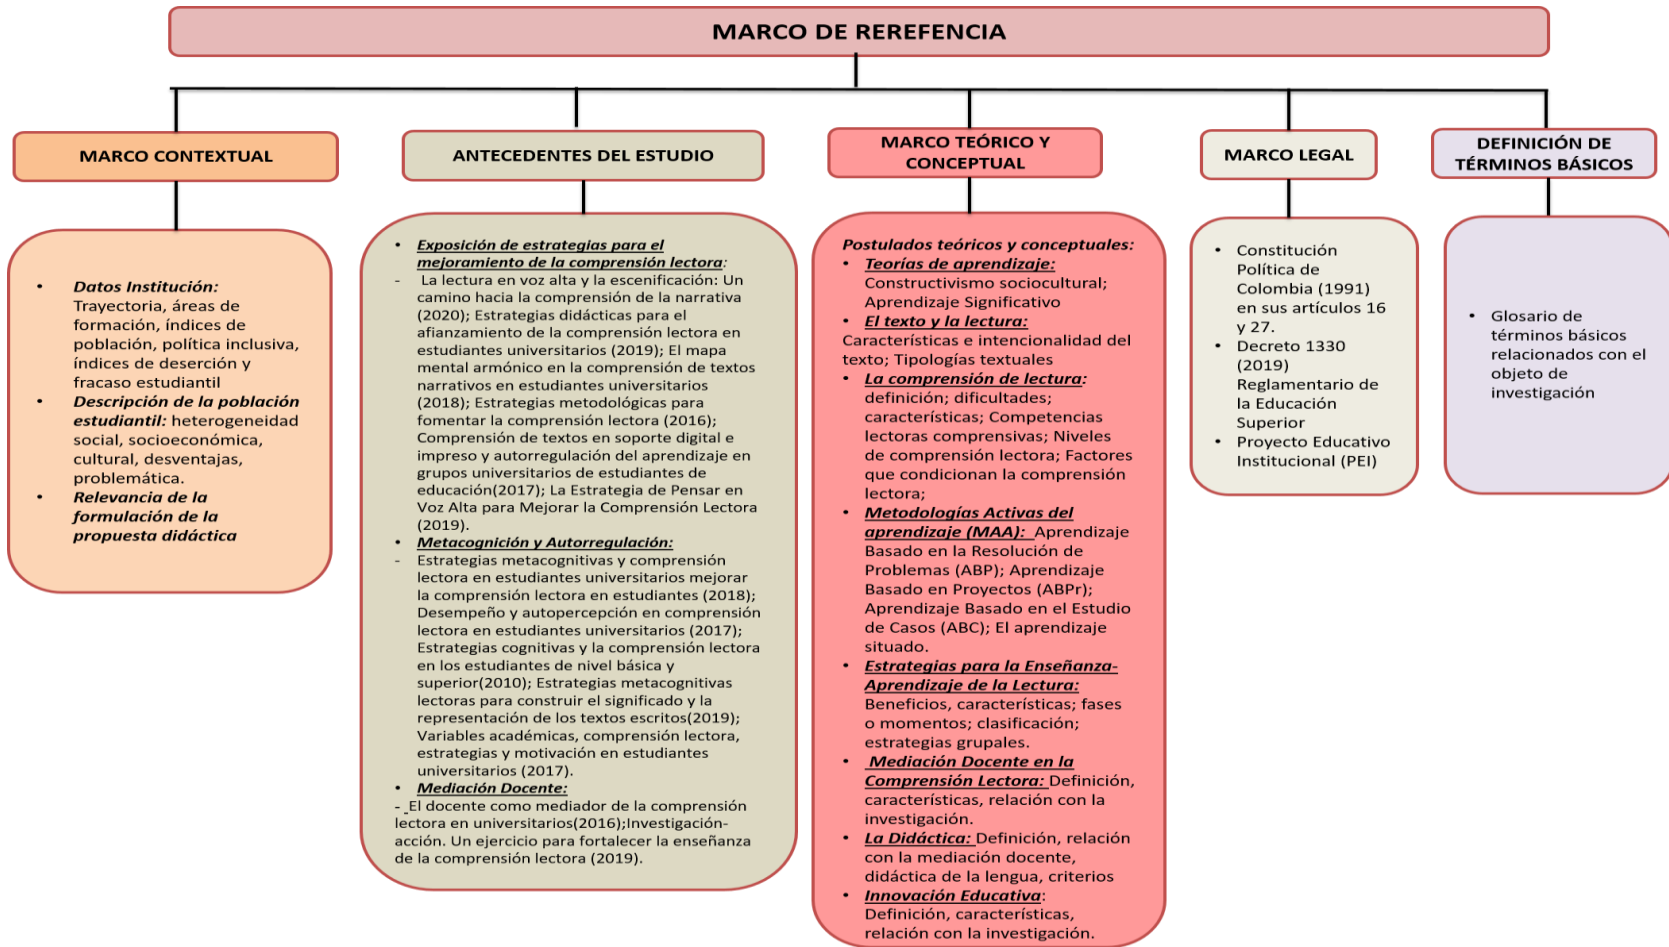 MARCO DE REREFENCIA
MARCO CONTEXTUAL
• Datos Institución:
Trayectoria, áreas de
formación, índices de
población, política inclusiva,
índices de deserción y
fracaso estudiantil
• Descripción de la población
estudiantil: heterogeneidad
social, socioeconómica,
cultural, desventajas,
problemática.
• Relevancia de la
formulación de la
propuesta didáctica
ANTECEDENTES DEL ESTUDIO
• Exposición de estrategias para el
mejoramiento de la comprensión lectora:
- La lectura en voz alta y la escenificación: Un
camino hacia la comprensión de la narrativa
(2020); Estrategias didácticas para el
afianzamiento de la comprensión lectora en
estudiantes universitarios (2019); El mapa
mental armónico en la comprensión de textos
narrativos en estudiantes universitarios
(2018); Estrategias metodológicas para
fomentar la comprensión lectora (2016);
Comprensión de textos en soporte digital e
impreso y autorregulación del aprendizaje en
grupos universitarios de estudiantes de
educación(2017); La Estrategia de Pensar en
Voz Alta para Mejorar la Comprensión Lectora
(2019).
• Metacognición y Autorregulación:
- Estrategias metacognitivas y comprensión
lectora en estudiantes universitarios mejorar
la comprensión lectora en estudiantes (2018);
Desempeño y autopercepción en comprensión
lectora en estudiantes universitarios (2017);
Estrategias cognitivas y la comprensión lectora
en los estudiantes de nivel básica y
superior(2010); Estrategias metacognitivas
lectoras para construir el significado y la
representación de los textos escritos(2019);
Variables académicas, comprensión lectora,
estrategias y motivación en estudiantes
universitarios (2017).
• Mediación Docente:
- El docente como mediador de la comprensión
lectora en universitarios(2016);Investigación-
acción. Un ejercicio para fortalecer la enseñanza
de la comprensión lectora (2019).
MARCO TEÓRICO Y
CONCEPTUAL
Postulados teóricos y conceptuales:
• Teorías de aprendizaje:
Constructivismo sociocultural;
Aprendizaje Significativo
• El texto y la lectura:
Características e intencionalidad del
texto; Tipologías textuales
• La comprensión de lectura:
definición; dificultades;
características; Competencias
lectoras comprensivas; Niveles
de comprensión lectora; Factores
que condicionan la comprensión
lectora;
• Metodologías Activas del
aprendizaje (MAA): Aprendizaje
Basado en la Resolución de
Problemas (ABP); Aprendizaje
Basado en Proyectos (ABPr);
Aprendizaje Basado en el Estudio
de Casos (ABC); El aprendizaje
situado.
• Estrategias para la Enseñanza-
Aprendizaje de la Lectura:
Beneficios, características; fases
o momentos; clasificación;
estrategias grupales.
• Mediación Docente en la
Comprensión Lectora: Definición,
características, relación con la
investigación.
• La Didáctica: Definición, relación
con la mediación docente,
didáctica de la lengua, criterios
• Innovación Educativa:
Definición, características,
relación con la investigación.
MARCO LEGAL
• Constitución
Política de
Colombia (1991)
en sus artículos 16
y 27.
• Decreto 1330
(2019)
Reglamentario de
la Educación
Superior
• Proyecto Educativo
Institucional (PEI)
DEFINICIÓN DE
TÉRMINOS BÁSICOS
• Glosario de
términos básicos
relacionados con el
objeto de
investigación